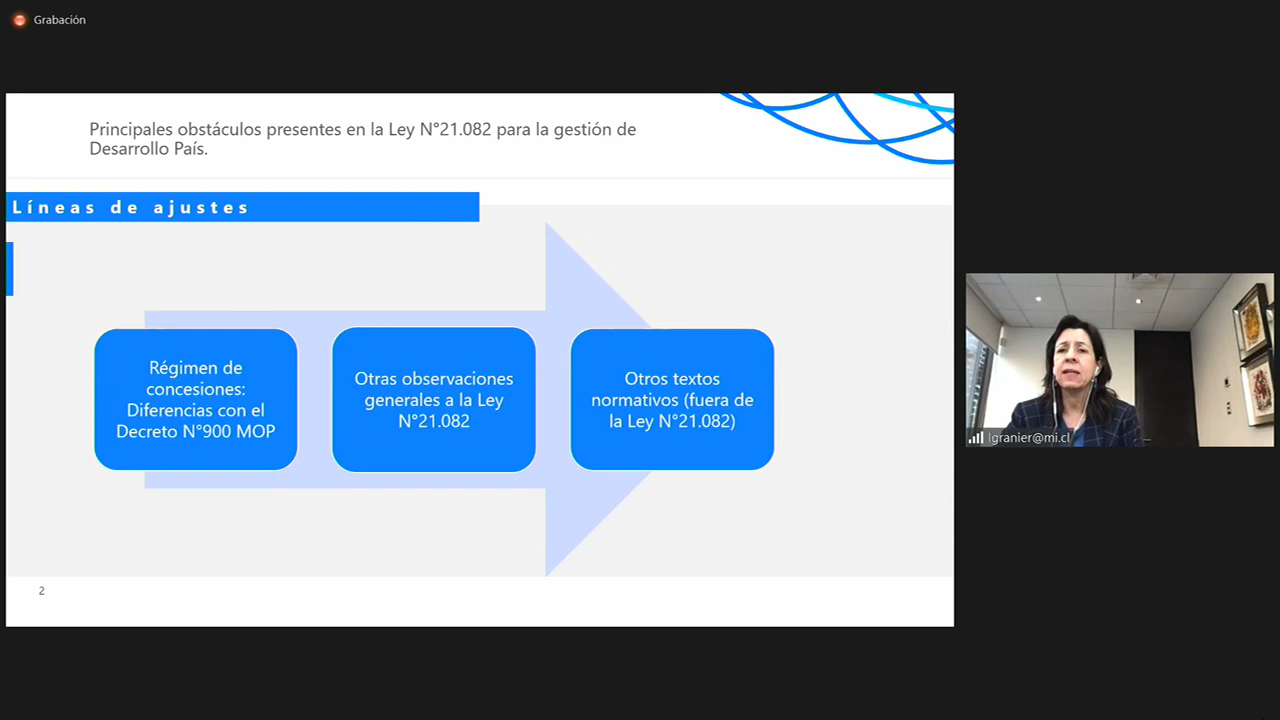 Grabación
Principales obstáculos presentes en la Ley N°21.082 para la gestión de
Desarrollo País.
Líneas de ajustes
Régimen de
concesiones:
Diferencias con el
Decreto N°900 MOP
Otras observaciones
generales a la Ley
N°21.082
Otros textos
normativos (fuera de
la Ley N°21.082)
lgranier@mi.cl
2